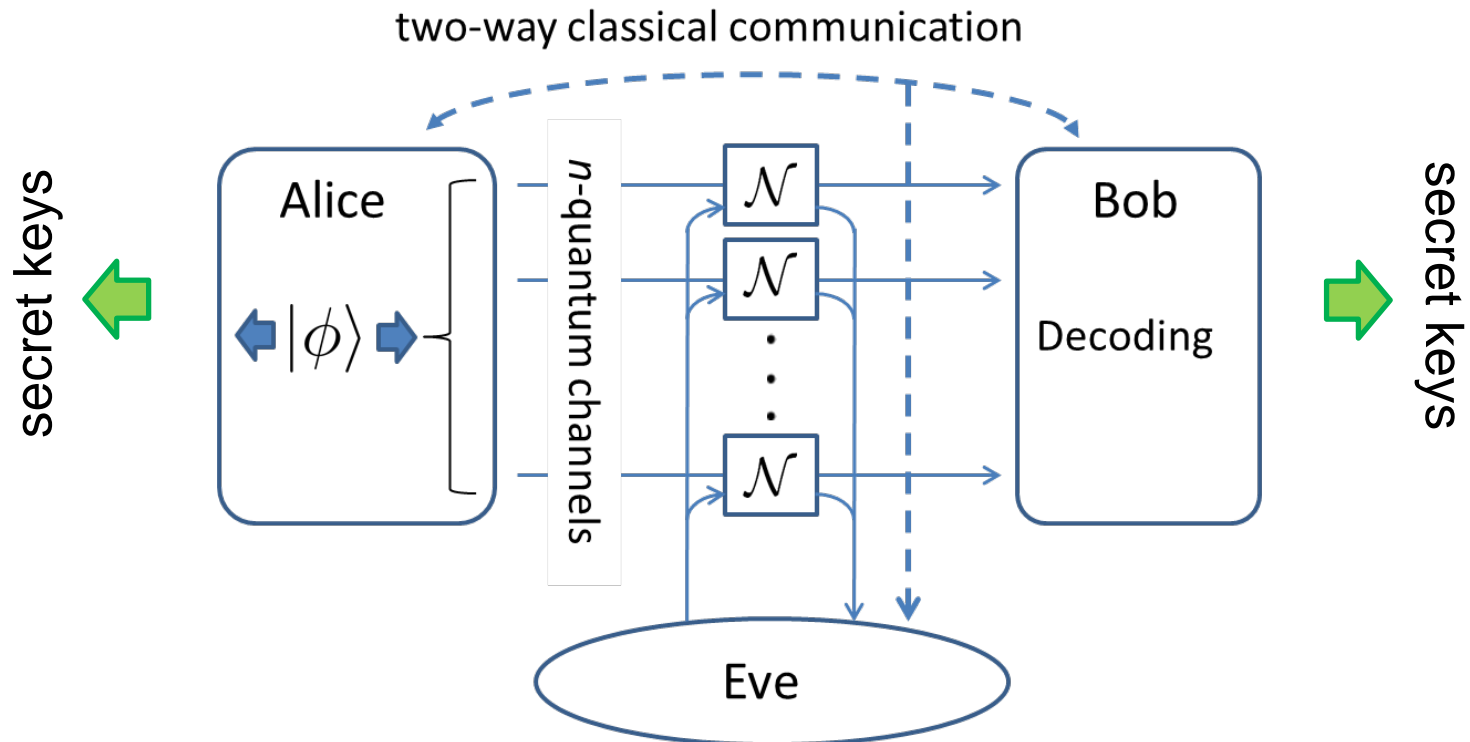 two-way classical communication
secret keys
Alice
|ϕ⟩
n-quantum channels
𝒩
𝒩
𝒩
Bob
Decoding
secret keys
Eve